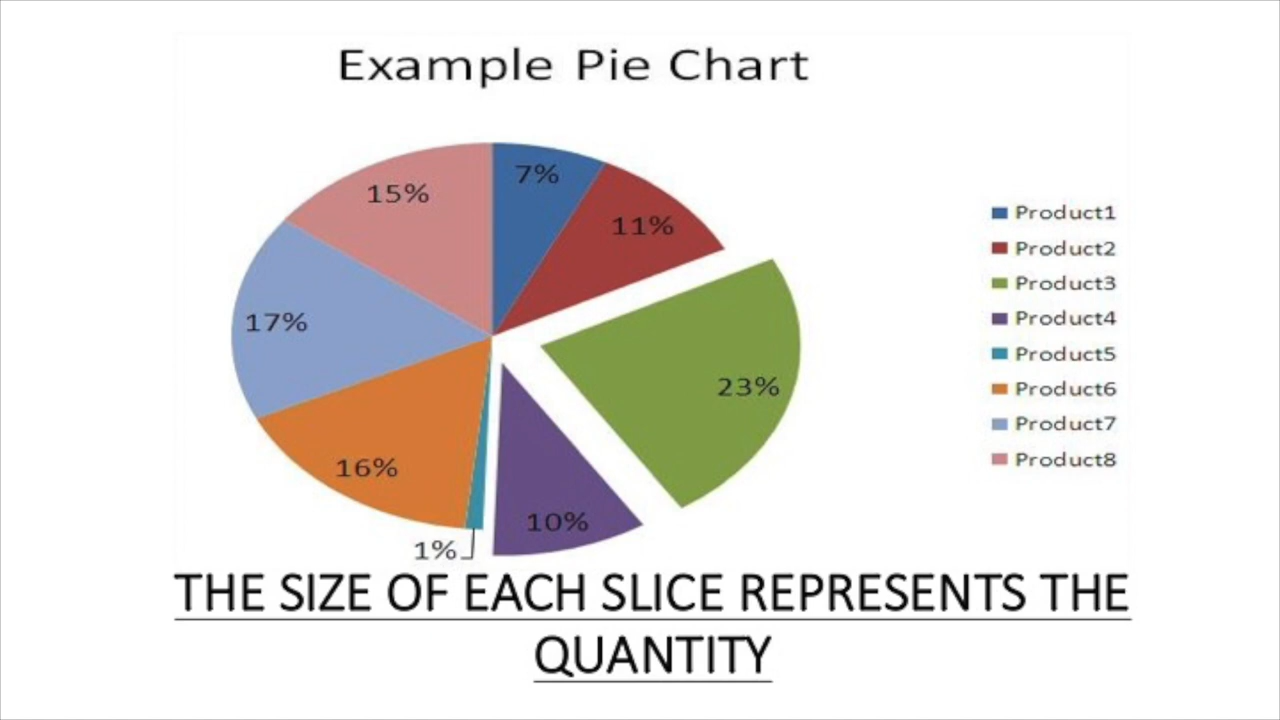 Example Pie Chart
7%
11%
23%
10%
1%
16%
17%
15%
Product1
Product2
Product3
Product4
Product5
Product6
Product7
Product8
THE SIZE OF EACH SLICE REPRESENTS THE
QUANTITY